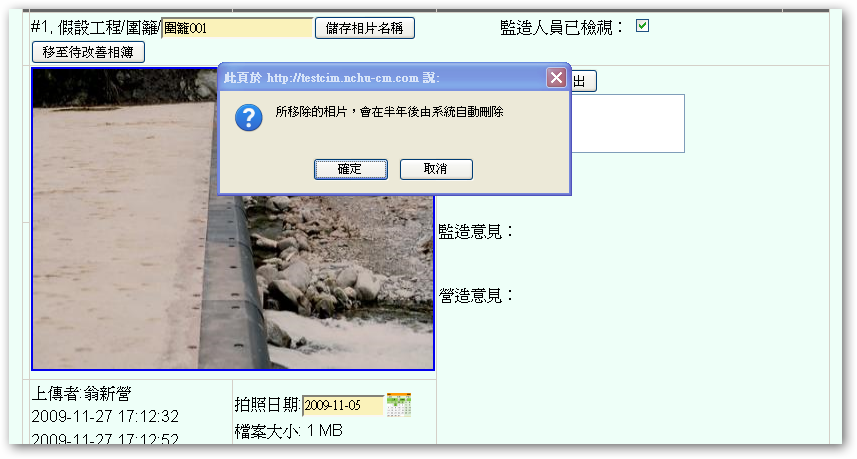 #1, 假設工程/圍籬/圍籬001 儲存相片名稱 監造人員已檢視：
移至待改善相簿
此頁於 http://testcim.nchu-cm.com 說:
出
所移除的相片，會在半年後由系統自動刪除
確定 取消
監造意見：
營造意見：
上傳者:翁新營
2009-11-27 17:12:32
2009-11-27 17:12:52
拍照日期:2009-11-05
檔案大小: 1 MB